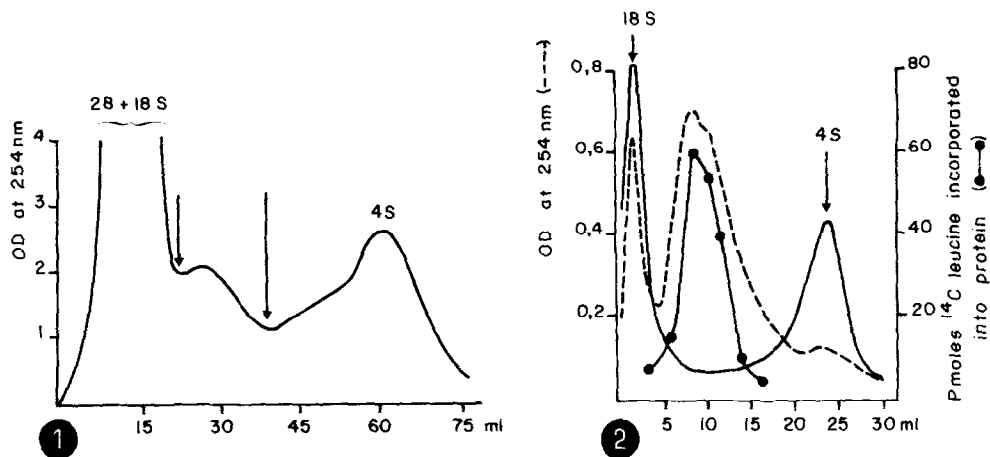 28 + 18 S
OD at 254 nm
4
3
2
1
4S
15
30
45
60
75 ml
1
18 S
OD at 254 nm (----)
0,8
0,6
0,4
0,2
4S
80
60
40
20
Pmoles 14C leucine incorporated
into protein (●—●)
5
10
15
20
25
30 ml
2